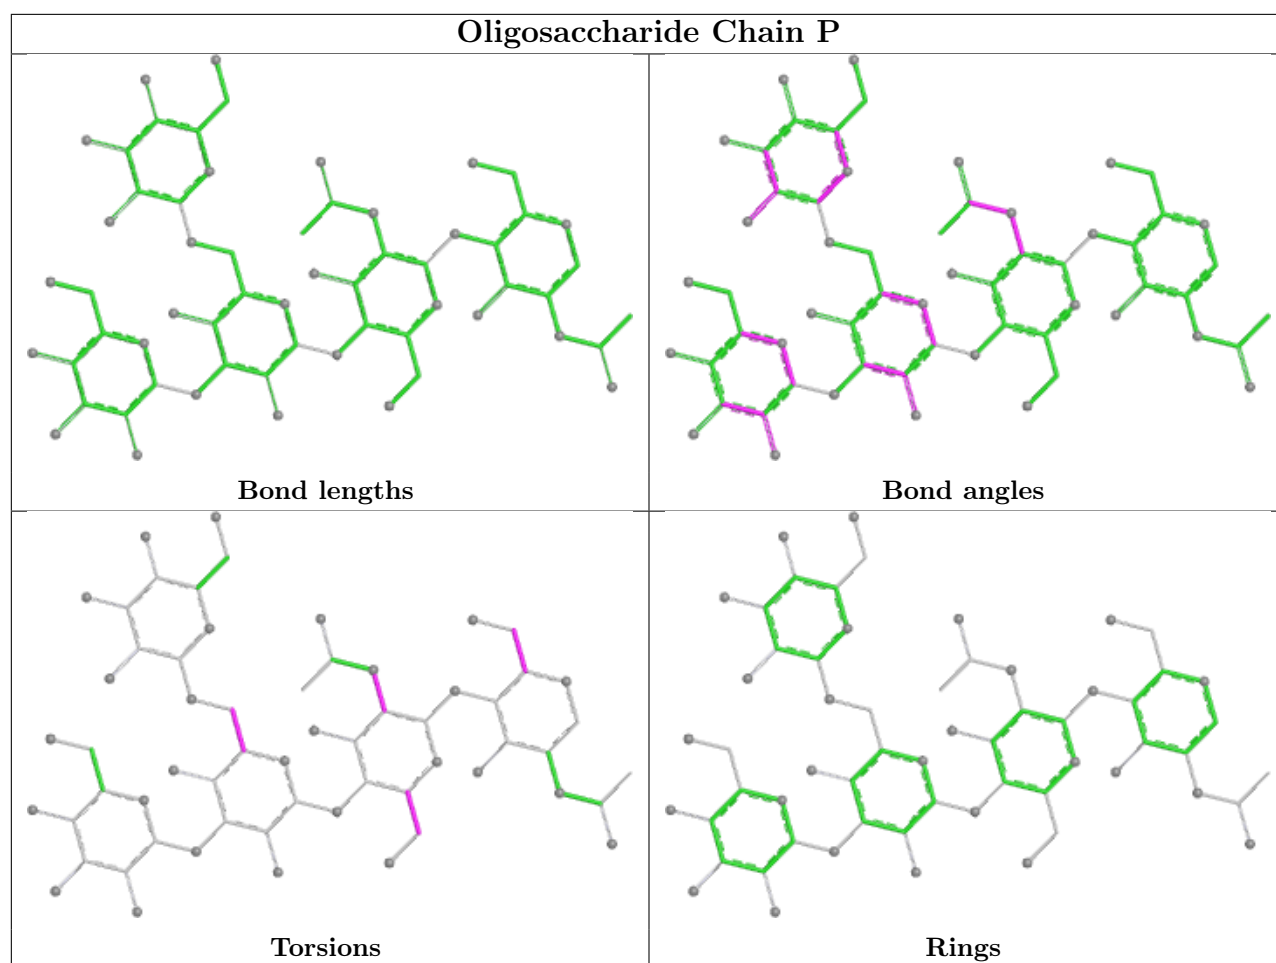 Oligosaccharide Chain P
Bond lengths
Bond angles
Torsions
Rings